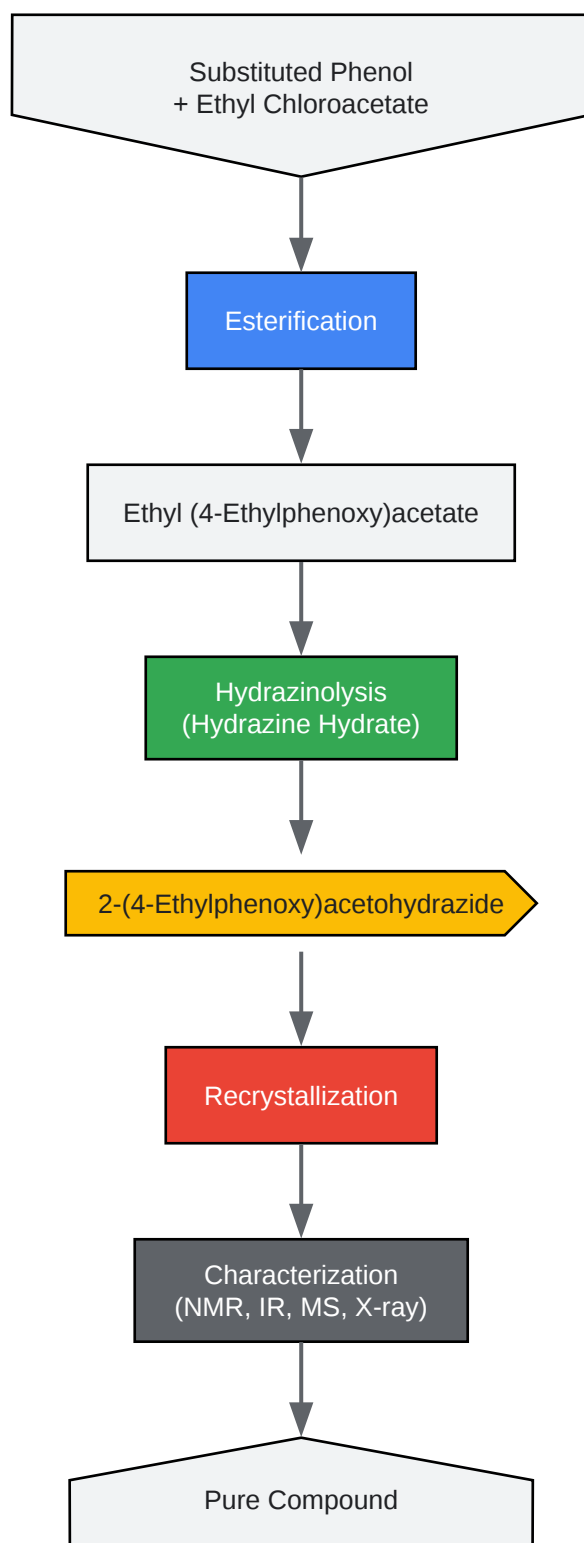 Substituted Phenol
+ Ethyl Chloroacetate
Esterification
Ethyl (4-Ethylphenoxy)acetate
Hydrazinolysis
(Hydrazine Hydrate)
2-(4-Ethylphenoxy)acetohydrazide
Recrystallization
Characterization
(NMR, IR, MS, X-ray)
Pure Compound